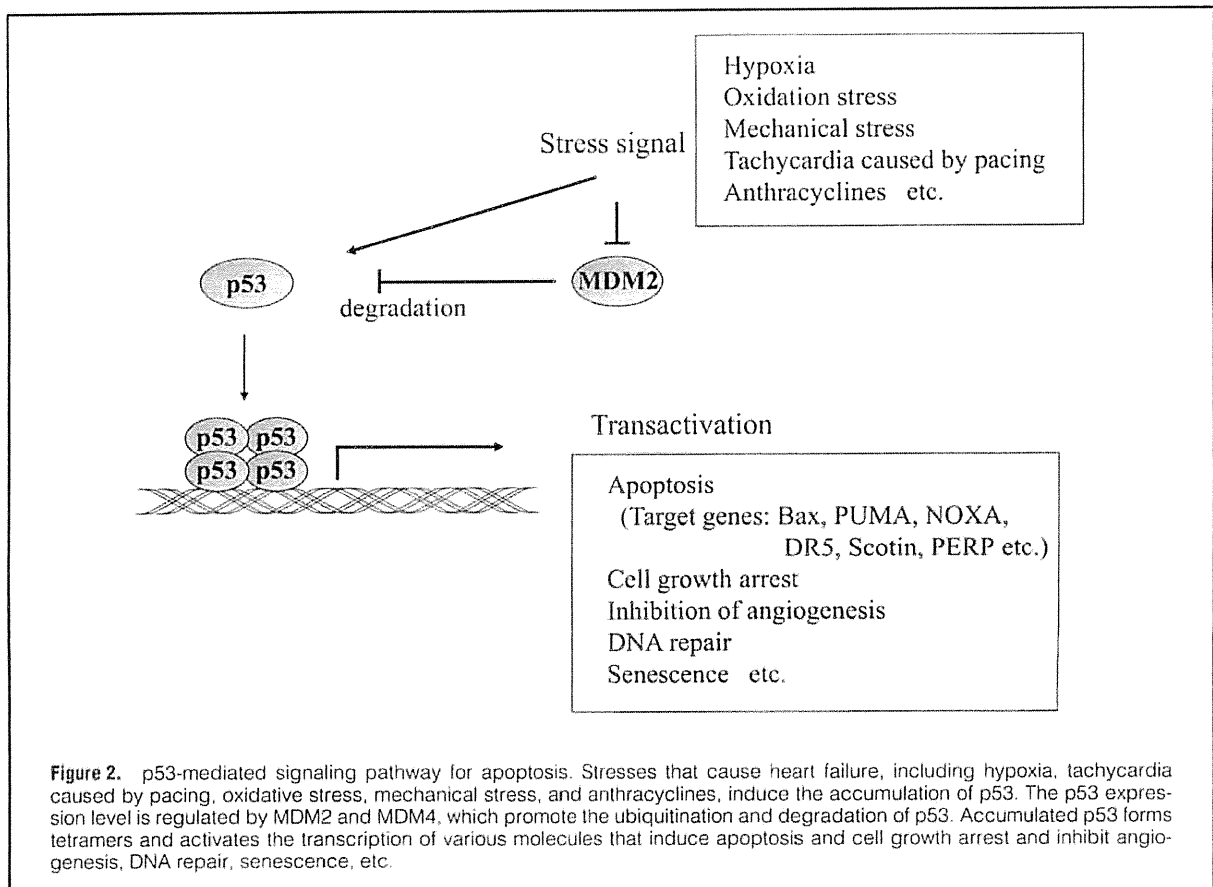 Hypoxia
Oxidation stress
Mechanical stress
Tachycardia caused by pacing
Anthracyclines etc.
Stress signal
p53
MDM2
degradation
p53 p53
p53 p53
Transactivation
Apoptosis
(Target genes: Bax, PUMA, NOXA,
DR5, Scotin, PERP etc.)
Cell growth arrest
Inhibition of angiogenesis
DNA repair
Senescence etc.
Figure 2. p53-mediated signaling pathway for apoptosis. Stresses that cause heart failure, including hypoxia, tachycardia
caused by pacing, oxidative stress, mechanical stress, and anthracyclines, induce the accumulation of p53. The p53 expres-
sion level is regulated by MDM2 and MDM4, which promote the ubiquitination and degradation of p53. Accumulated p53 forms
tetramers and activates the transcription of various molecules that induce apoptosis and cell growth arrest and inhibit angio-
genesis, DNA repair, senescence, etc.